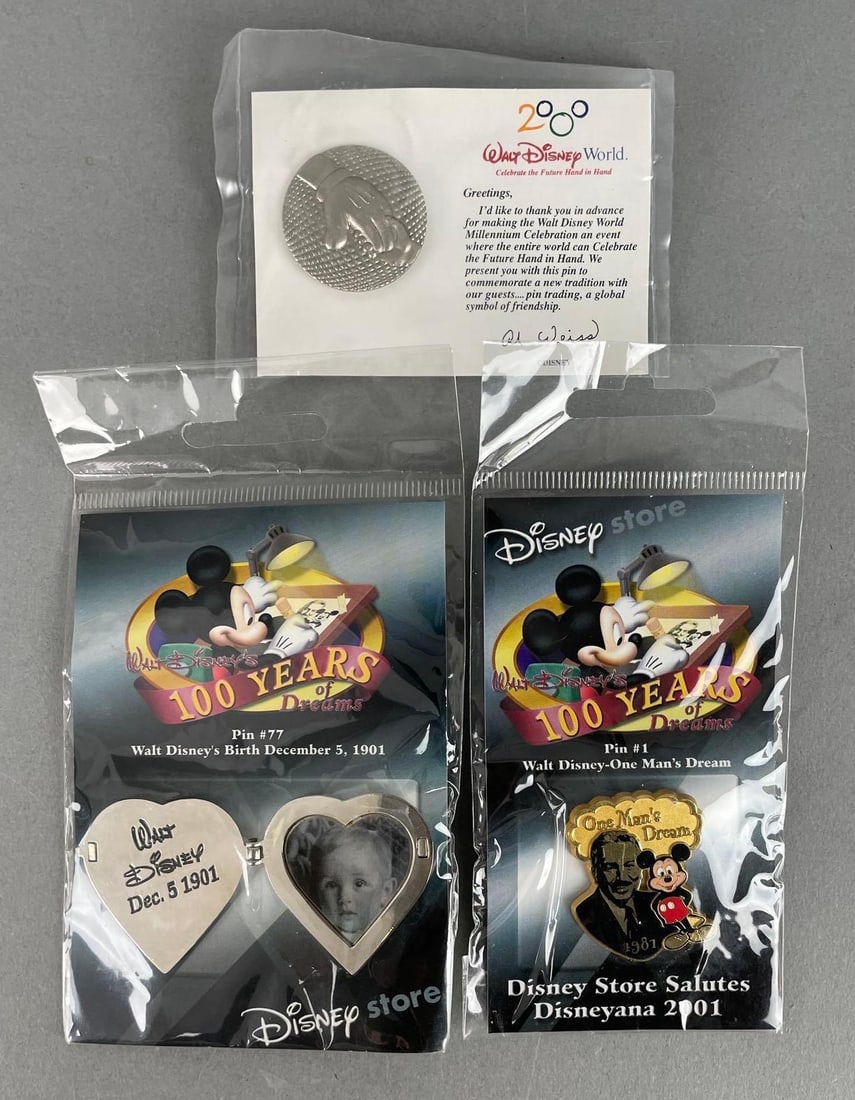 2000
Walt Disney World.
Celebrate the Future Hand in Hand
Greetings,
I'd like to thank you in advance
for making the Walt Disney World
Millennium Celebration an event
where the entire world can Celebrate
the Future Hand in Hand. We
present you with this pin to
commemorate a new tradition with
our guests.... pin trading, a global
symbol of friendship.
Al Weiss
DISNEY
Walt Disney's
100 YEARS
of
Dreams
Pin #77
Walt Disney's Birth December 5, 1901
Walt
Disney
Dec. 5 1901
Disney store
Disney store
Walt Disney's
100 YEARS
of
Dreams
Pin #1
Walt Disney-One Man's Dream
One Man's
Dream
1981
Disney Store Salutes
Disneyana 2001